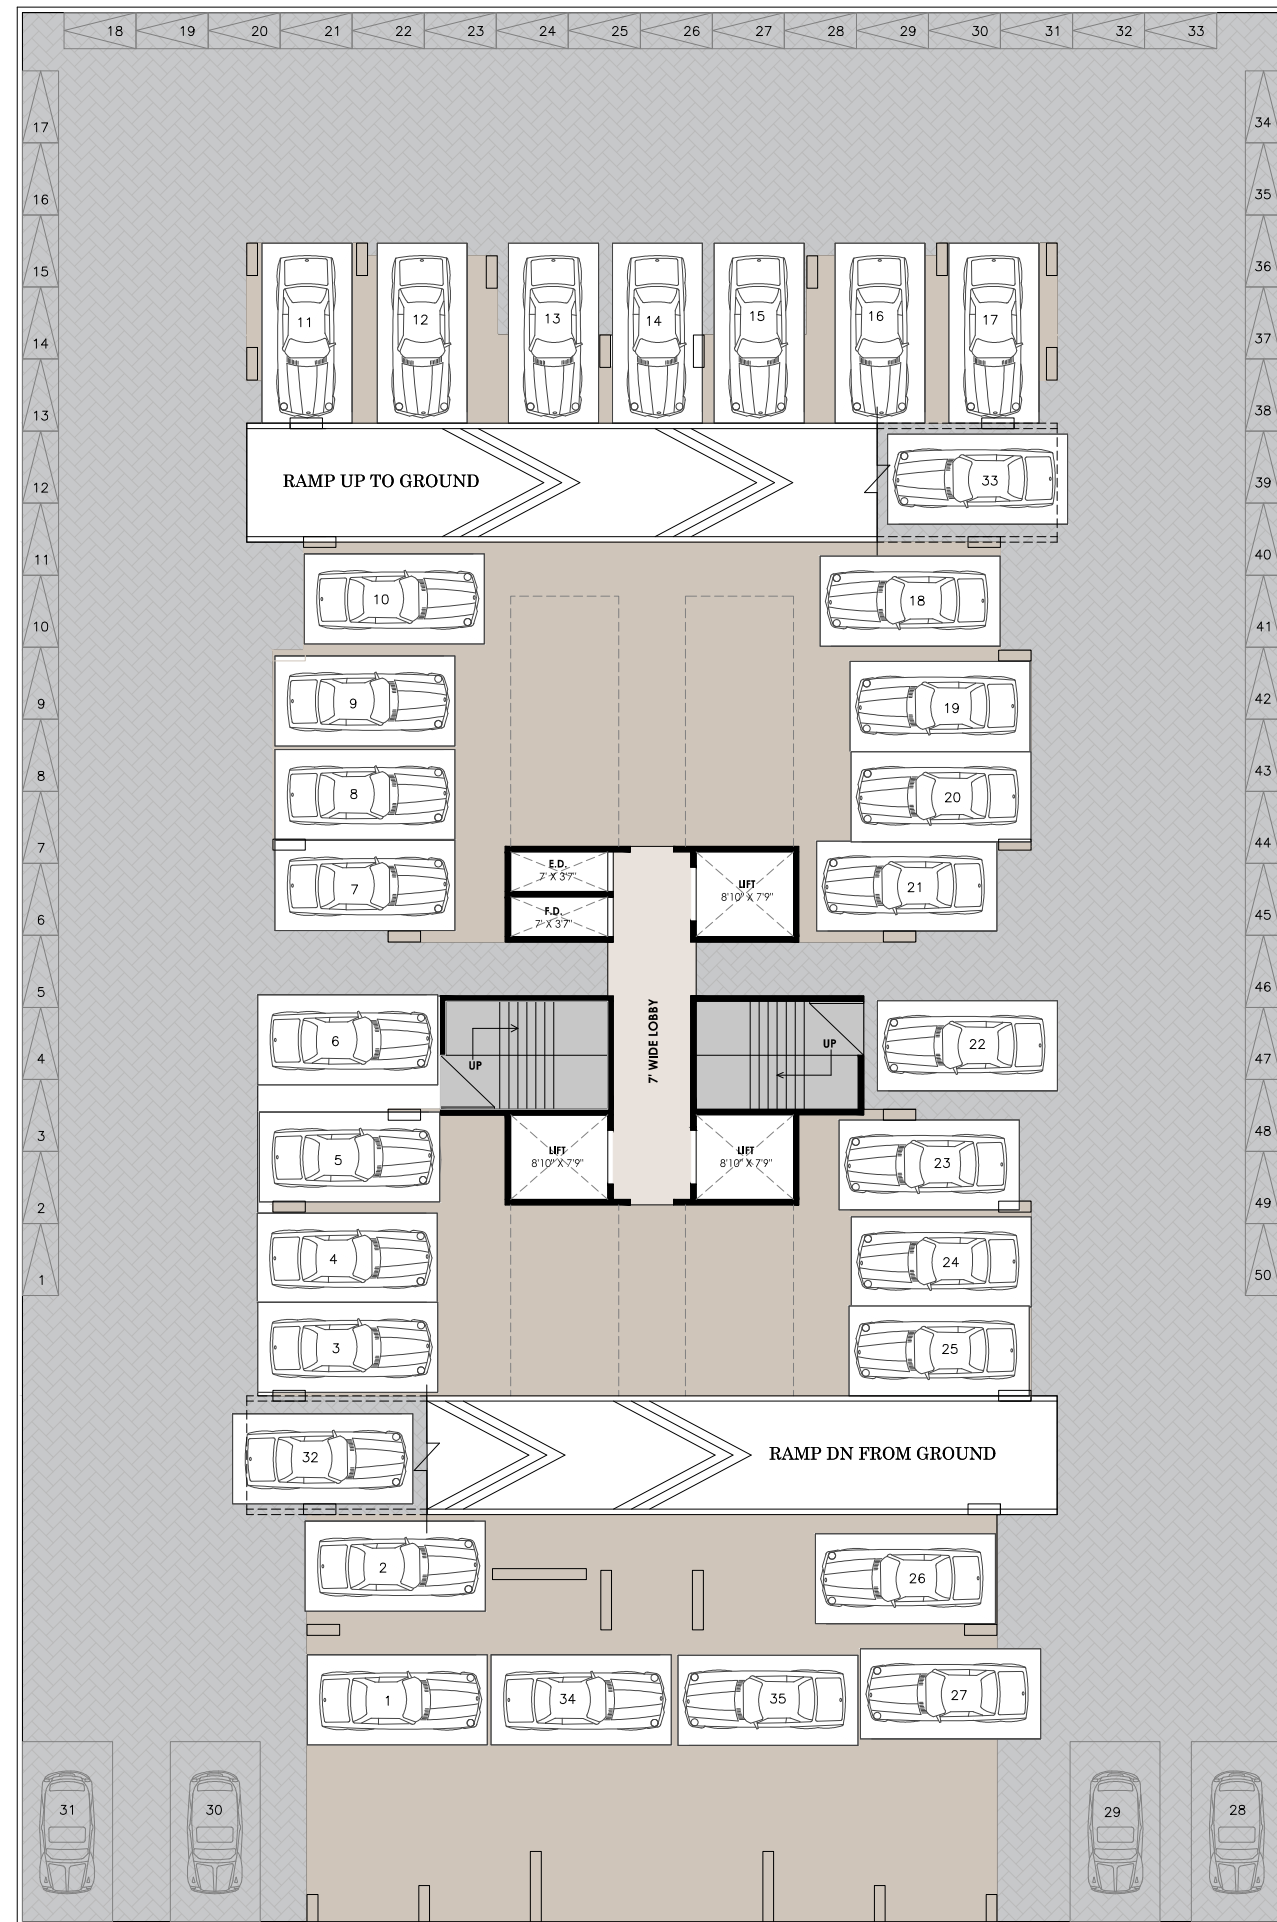 18 19 20 21 22 23 24 25 26 27 28 29 30 31 32 33
17
16
15
14
13
12
11
10
9
8
7
6
5
4
3
2
1
34
35
36
37
38
39
40
41
42
43
44
45
46
47
48
49
50
11 12 13 14 15 16 17
RAMP UP TO GROUND
33
10
18
9
19
8
20
7
21
E.D.
7' X 3'7"
F.D.
7' X 3'7"
LIFT
8'10" X 7'9"
7' WIDE LOBBY
6
UP
UP
22
5
LIFT
8'10" X 7'9"
LIFT
8'10" X 7'9"
23
4
24
3
25
32
RAMP DN FROM GROUND
2
26
1 34 35 27
31 30 29 28